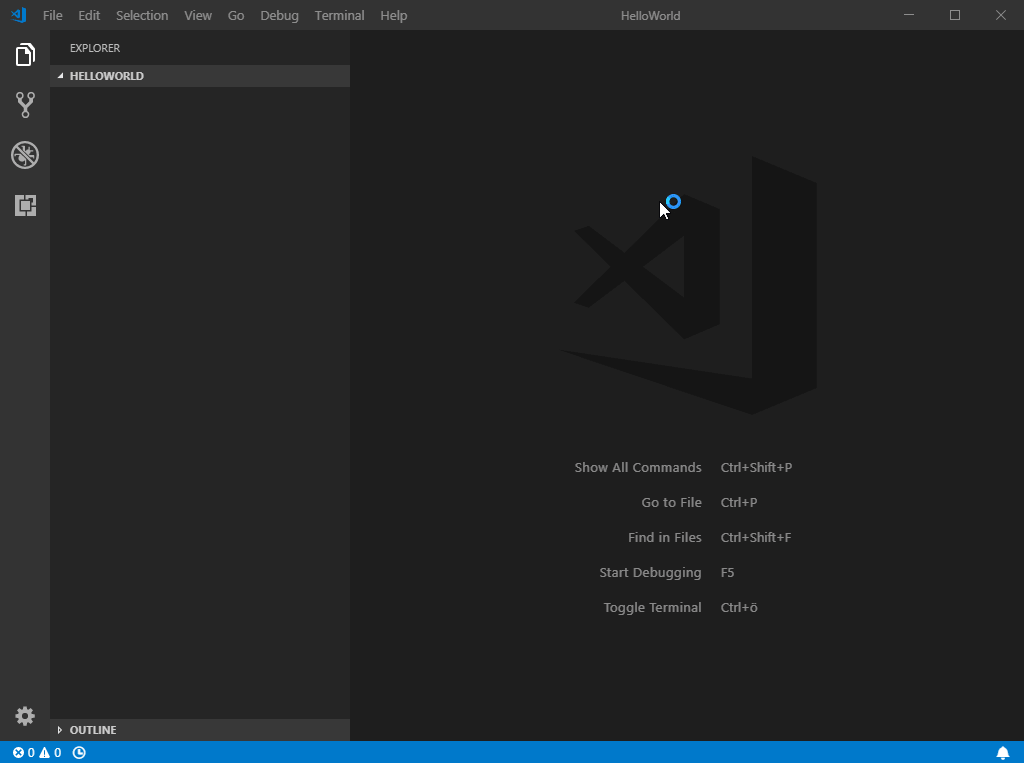 File Edit Selection View Go Debug Terminal Help HelloWorld
EXPLORER
HELLOWORLD
Show All Commands Ctrl+Shift+P
Go to File Ctrl+P
Find in Files Ctrl+Shift+F
Start Debugging F5
Toggle Terminal Ctrl+ö
OUTLINE
0 0